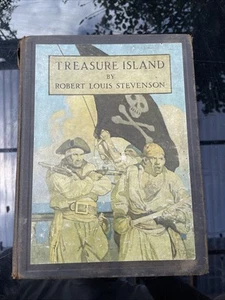 TREASURE ISLAND
BY
ROBERT LOUIS STEVENSON